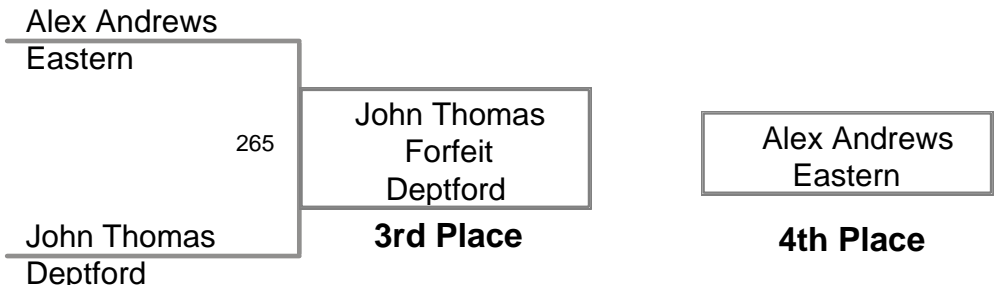 Alex Andrews
Eastern
265
John Thomas
Deptford
John Thomas
Forfeit
Deptford
3rd Place
Alex Andrews
Eastern
4th Place